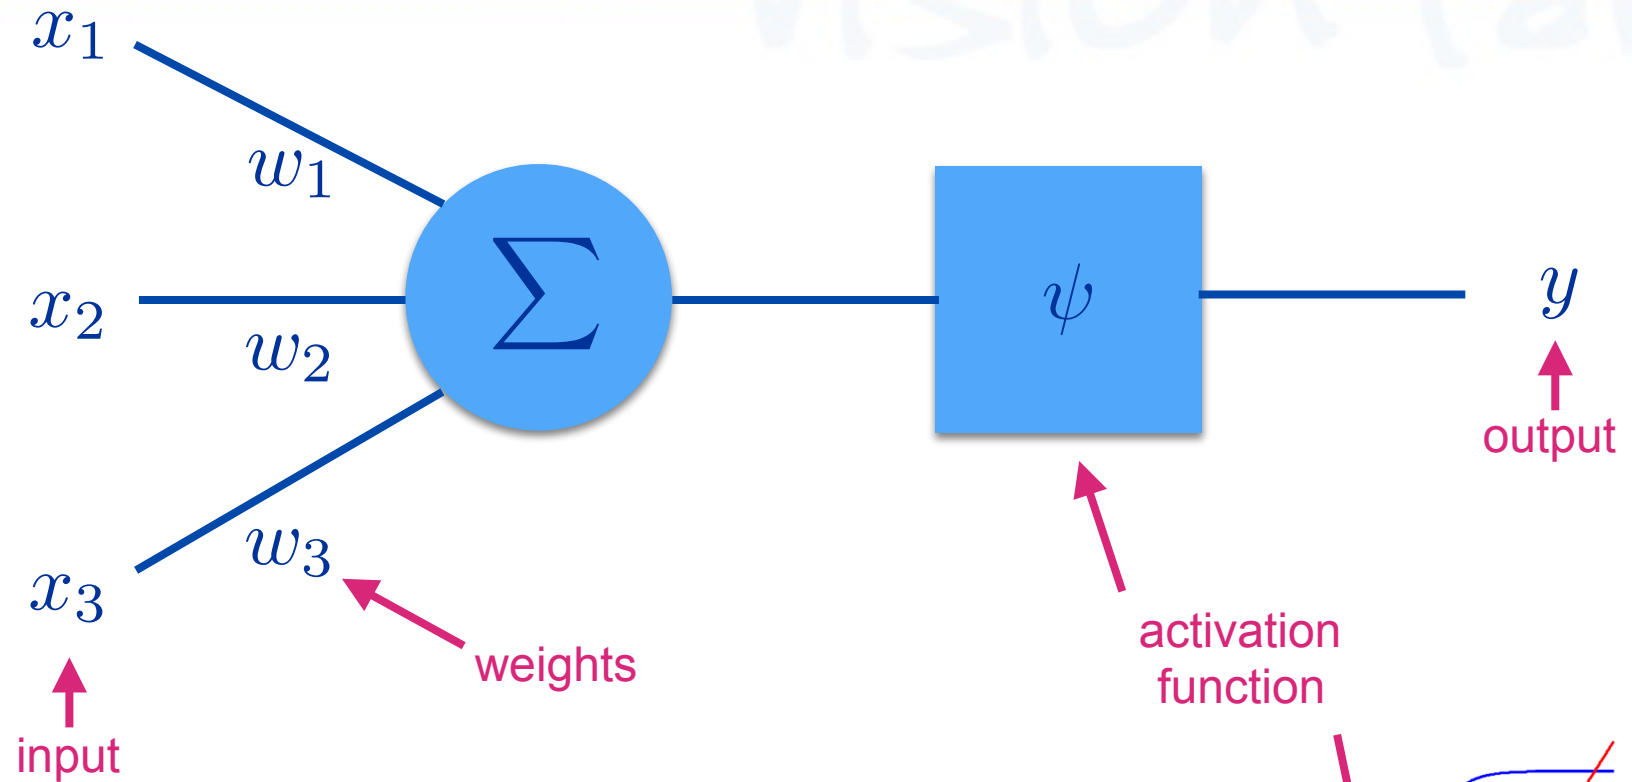 x₁
w₁
Σ
ψ
y
x₂
w₂
output
w₃
x₃
weights
activation
function
input